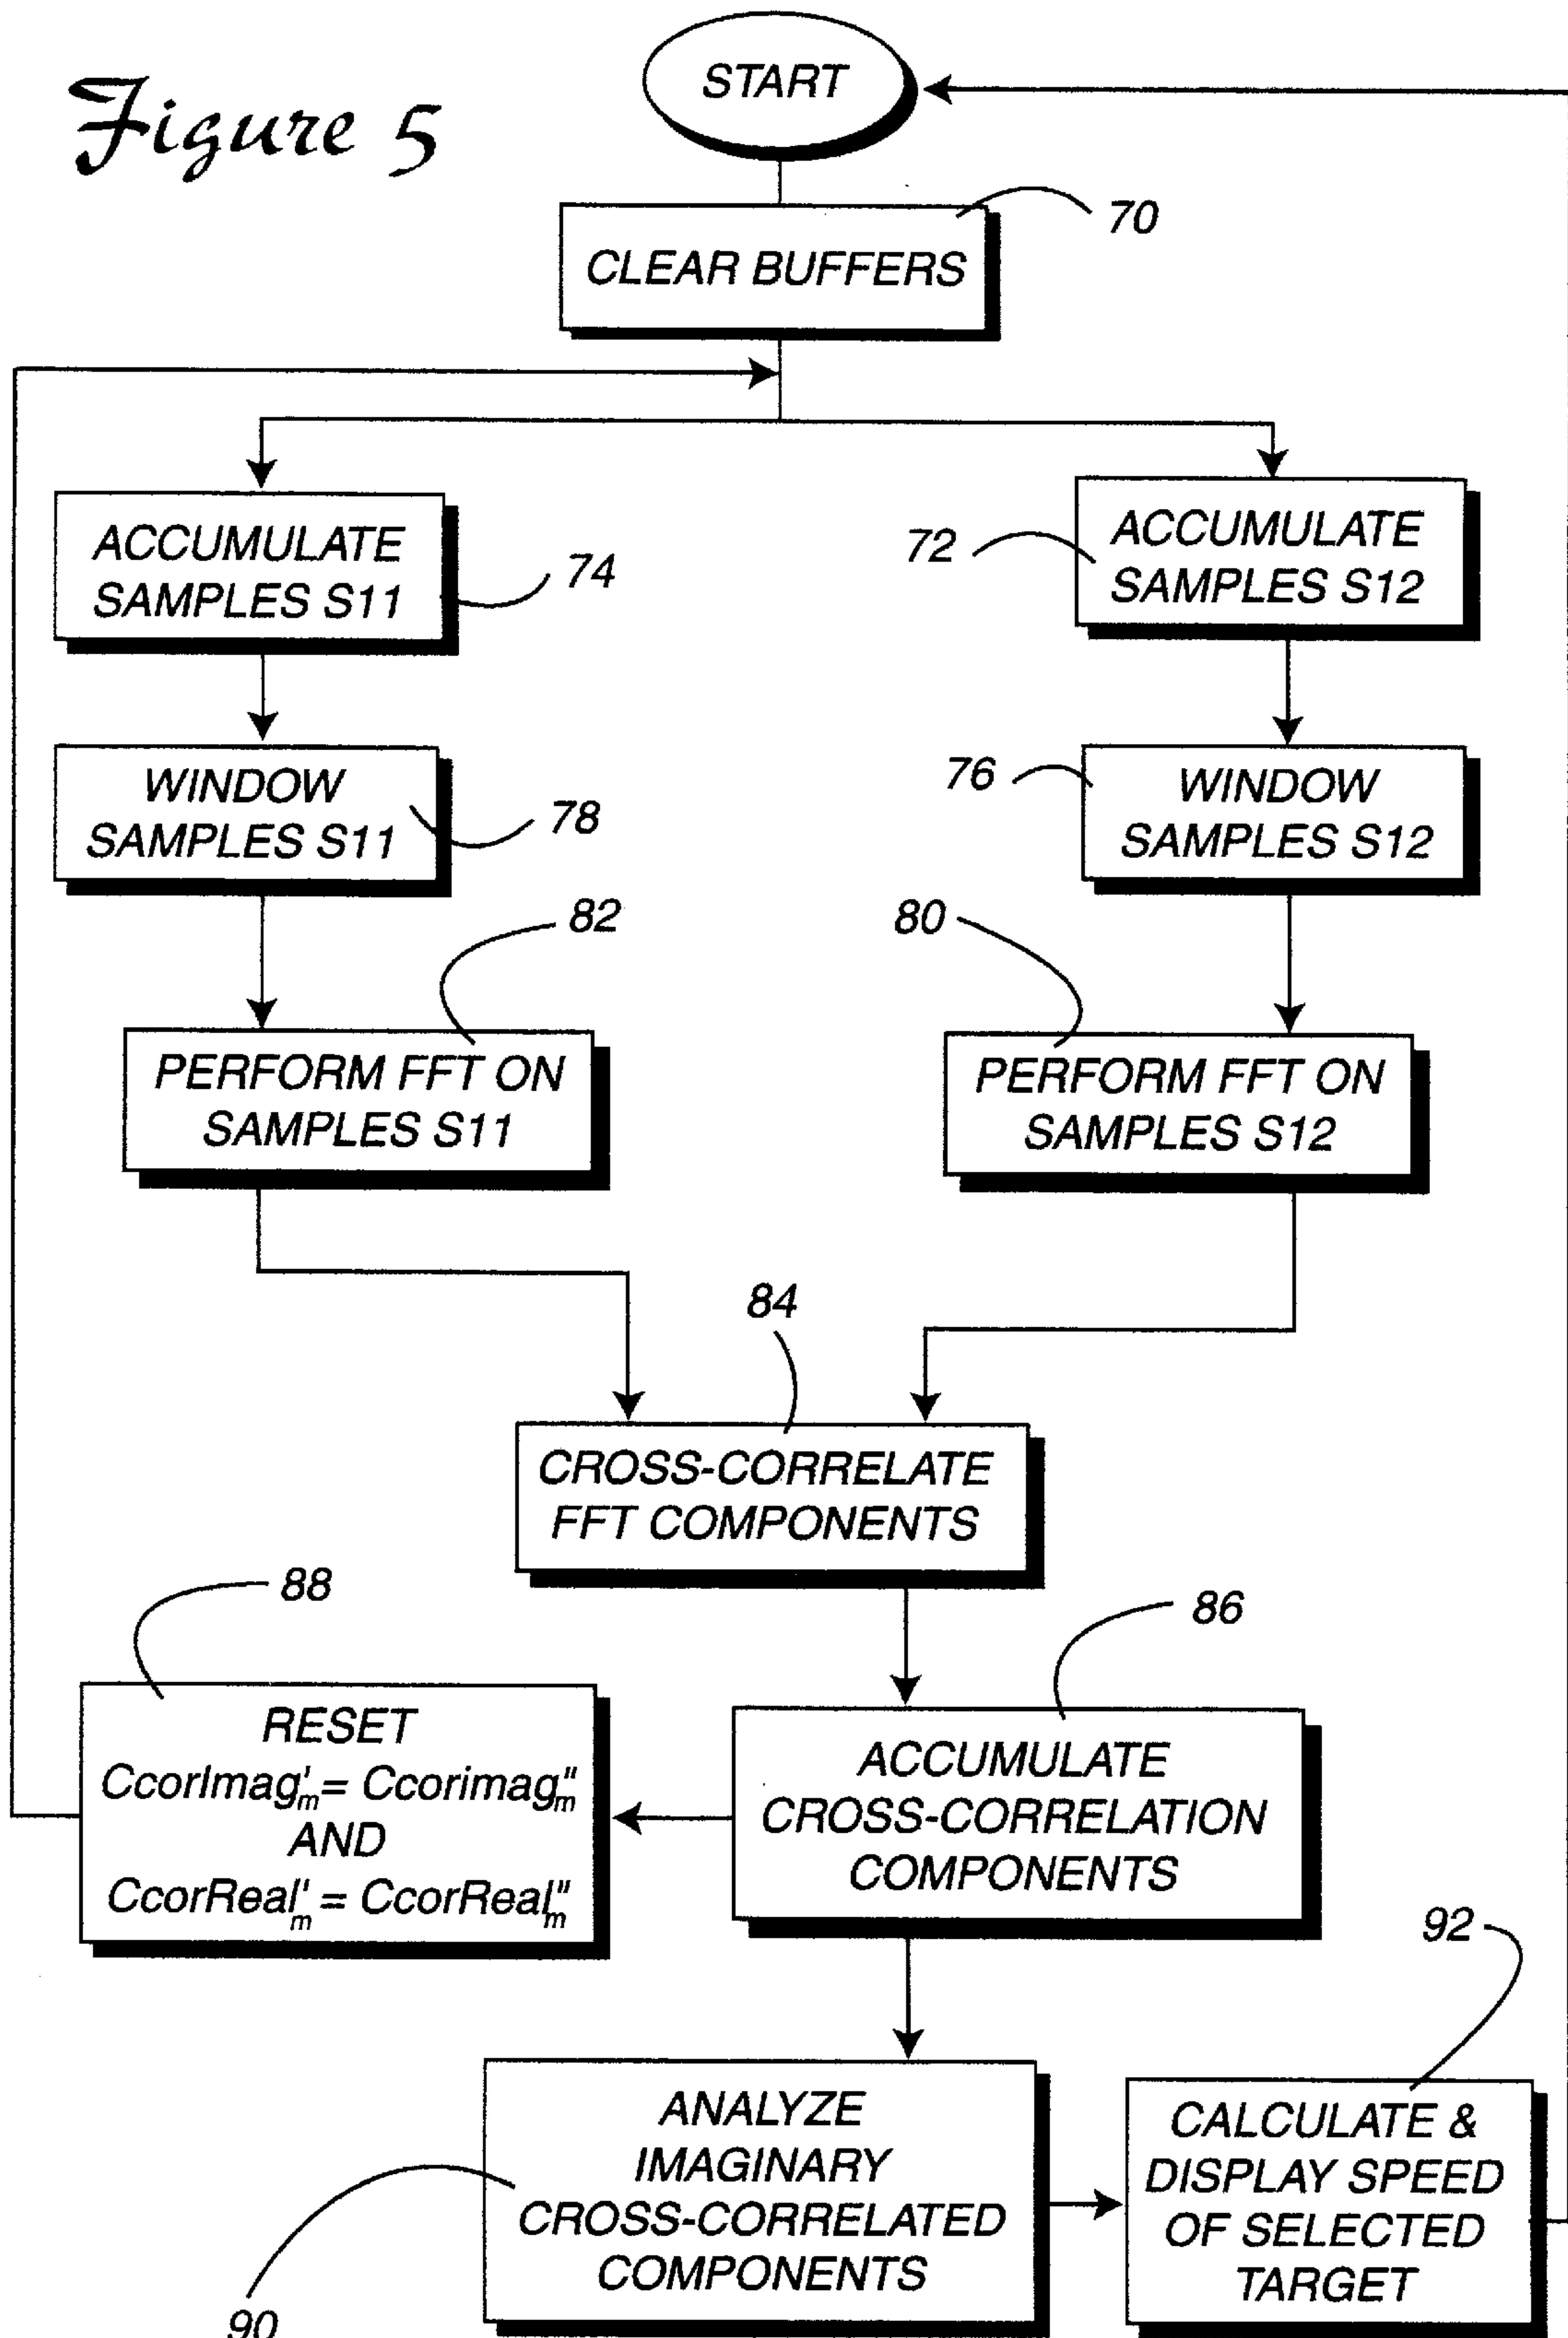 Figure 5
START
70
CLEAR BUFFERS
ACCUMULATE
SAMPLES S11
74
72
ACCUMULATE
SAMPLES S12
WINDOW
SAMPLES S11
78
76
WINDOW
SAMPLES S12
82
80
PERFORM FFT ON
SAMPLES S11
PERFORM FFT ON
SAMPLES S12
84
CROSS-CORRELATE
FFT COMPONENTS
88
86
RESET
CcorImag'm = Ccorimag"m
AND
CcorReal'm = CcorReal"m
ACCUMULATE
CROSS-CORRELATION
COMPONENTS
92
ANALYZE
IMAGINARY
CROSS-CORRELATED
COMPONENTS
CALCULATE &
DISPLAY SPEED
OF SELECTED
TARGET
90